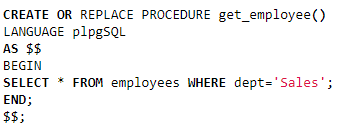 CREATE OR REPLACE PROCEDURE get_employee()
LANGUAGE plpgSQL
AS $$
BEGIN
SELECT * FROM employees WHERE dept='Sales';
END;
$$;